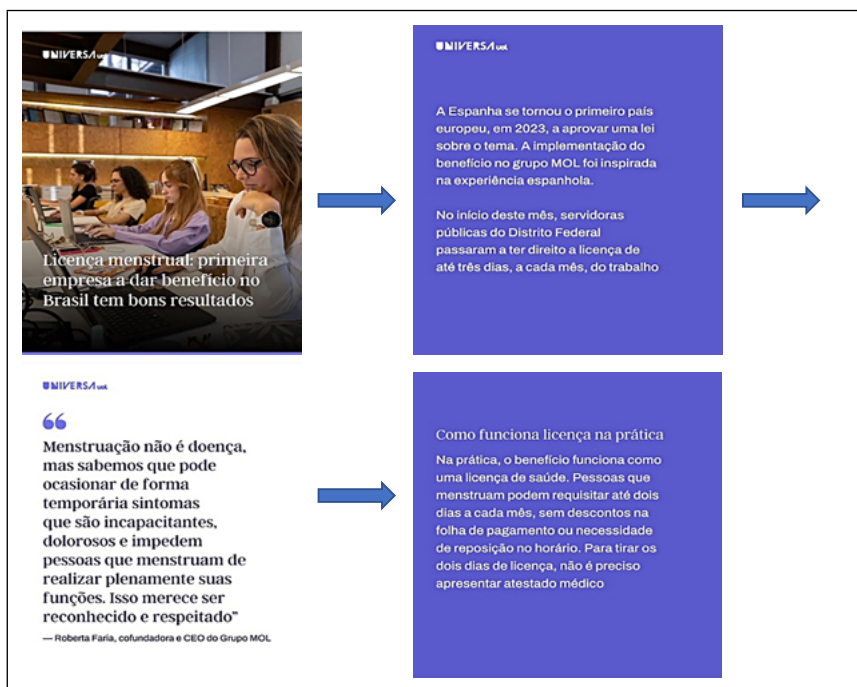 UNIVERSA uol
Licença menstrual: primeira
empresa a dar benefício no
Brasil tem bons resultados
UNIVERSA uol
A Espanha se tornou o primeiro país
europeu, em 2023, a aprovar uma lei
sobre o tema. A implementação do
benefício no grupo MOL foi inspirada
na experiência espanhola.
No início deste mês, servidoras
públicas do Distrito Federal
passaram a ter direito a licença de
até três dias, a cada mês, do trabalho
UNIVERSA uol
“
Menstruação não é doença,
mas sabemos que pode
ocasionar de forma
temporária sintomas
que são incapacitantes,
dolorosos e impedem
pessoas que menstruam de
realizar plenamente suas
funções. Isso merece ser
reconhecido e respeitado”
— Roberta Faria, cofundadora e CEO do Grupo MOL
Como funciona licença na prática
Na prática, o benefício funciona como
uma licença de saúde. Pessoas que
menstruam podem requisitar até dois
dias a cada mês, sem descontos na
folha de pagamento ou necessidade
de reposição no horário. Para tirar os
dois dias de licença, não é preciso
apresentar atestado médico